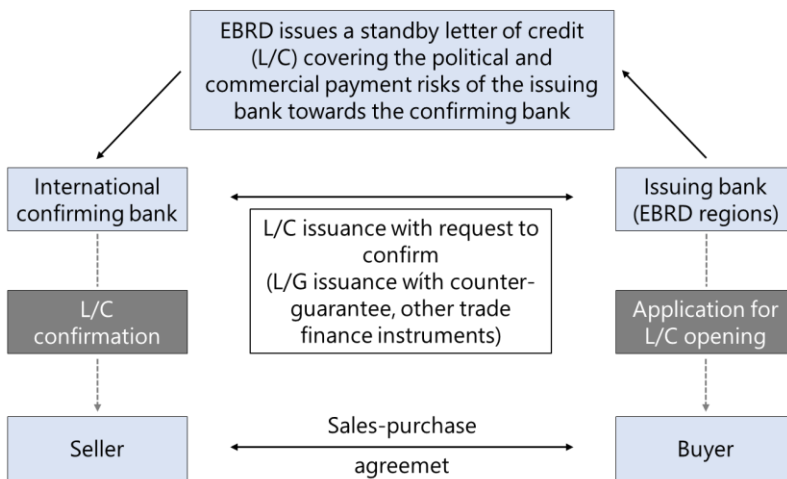 EBRD issues a standby letter of credit
(L/C) covering the political and
commercial payment risks of the issuing
bank towards the confirming bank
International
confirming bank
Issuing bank
(EBRD regions)
L/C issuance with request to
confirm
(L/G issuance wíth counter-
guarantee, other trade
finance instruments)
L/C
confirmation
Application for
L/C opening
Seller
Sales-purchase
agreemet
Buyer